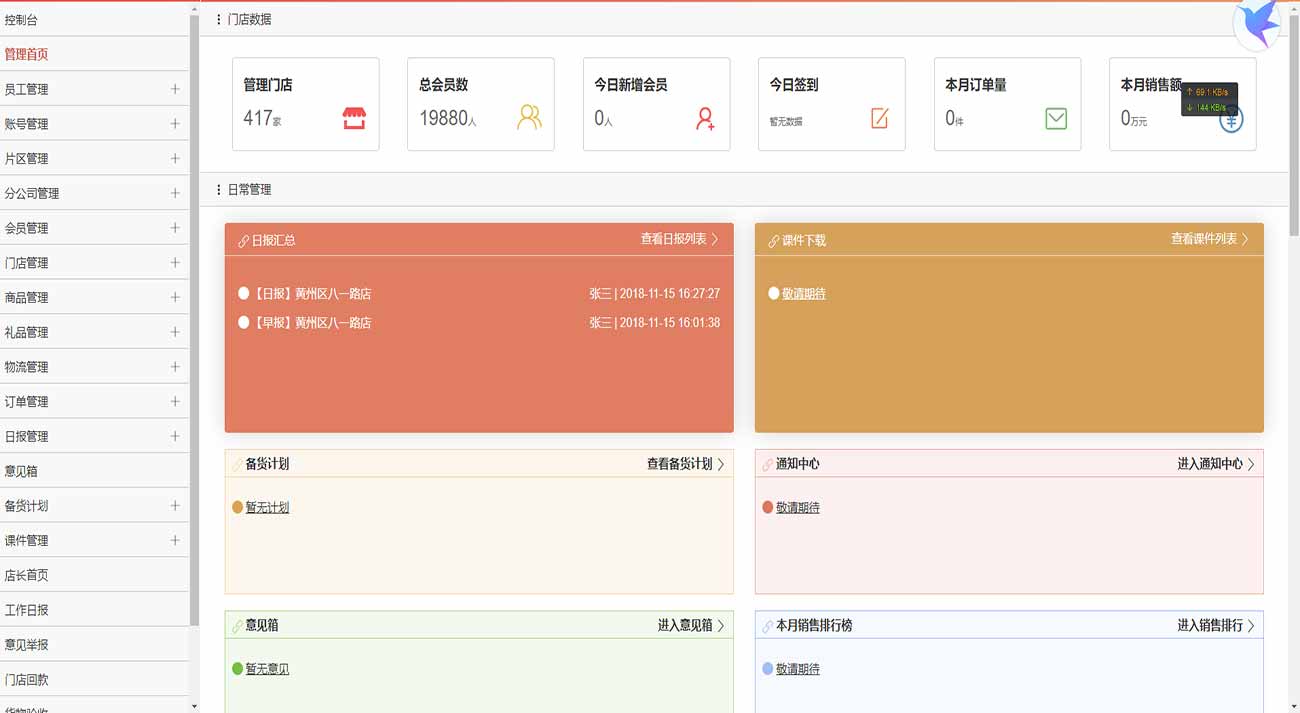 控制台
管理首页
员工管理
账号管理
片区管理
分公司管理
会员管理
门店管理
商品管理
礼品管理
物流管理
订单管理
日报管理
意见箱
备货计划
课件管理
店长首页
工作日报
意见举报
门店回款
门店数据
管理门店
417家
总会员数
19880人
今日新增会员
0人
今日签到
暂无数据
本月订单量
0件
本月销售额
0万元
↑ 69.1 KB/s
↓ 144 KB/s
日常管理
日报汇总 查看日报列表
【日报】黄州区八一路店 张三 | 2018-11-15 16:27:27
【早报】黄州区八一路店 张三 | 2018-11-15 16:01:38
课件下载 查看课件列表
敬请期待
备货计划 查看备货计划
暂无计划
通知中心 进入通知中心
敬请期待
意见箱 进入意见箱
暂无意见
本月销售排行榜 进入销售排行
敬请期待